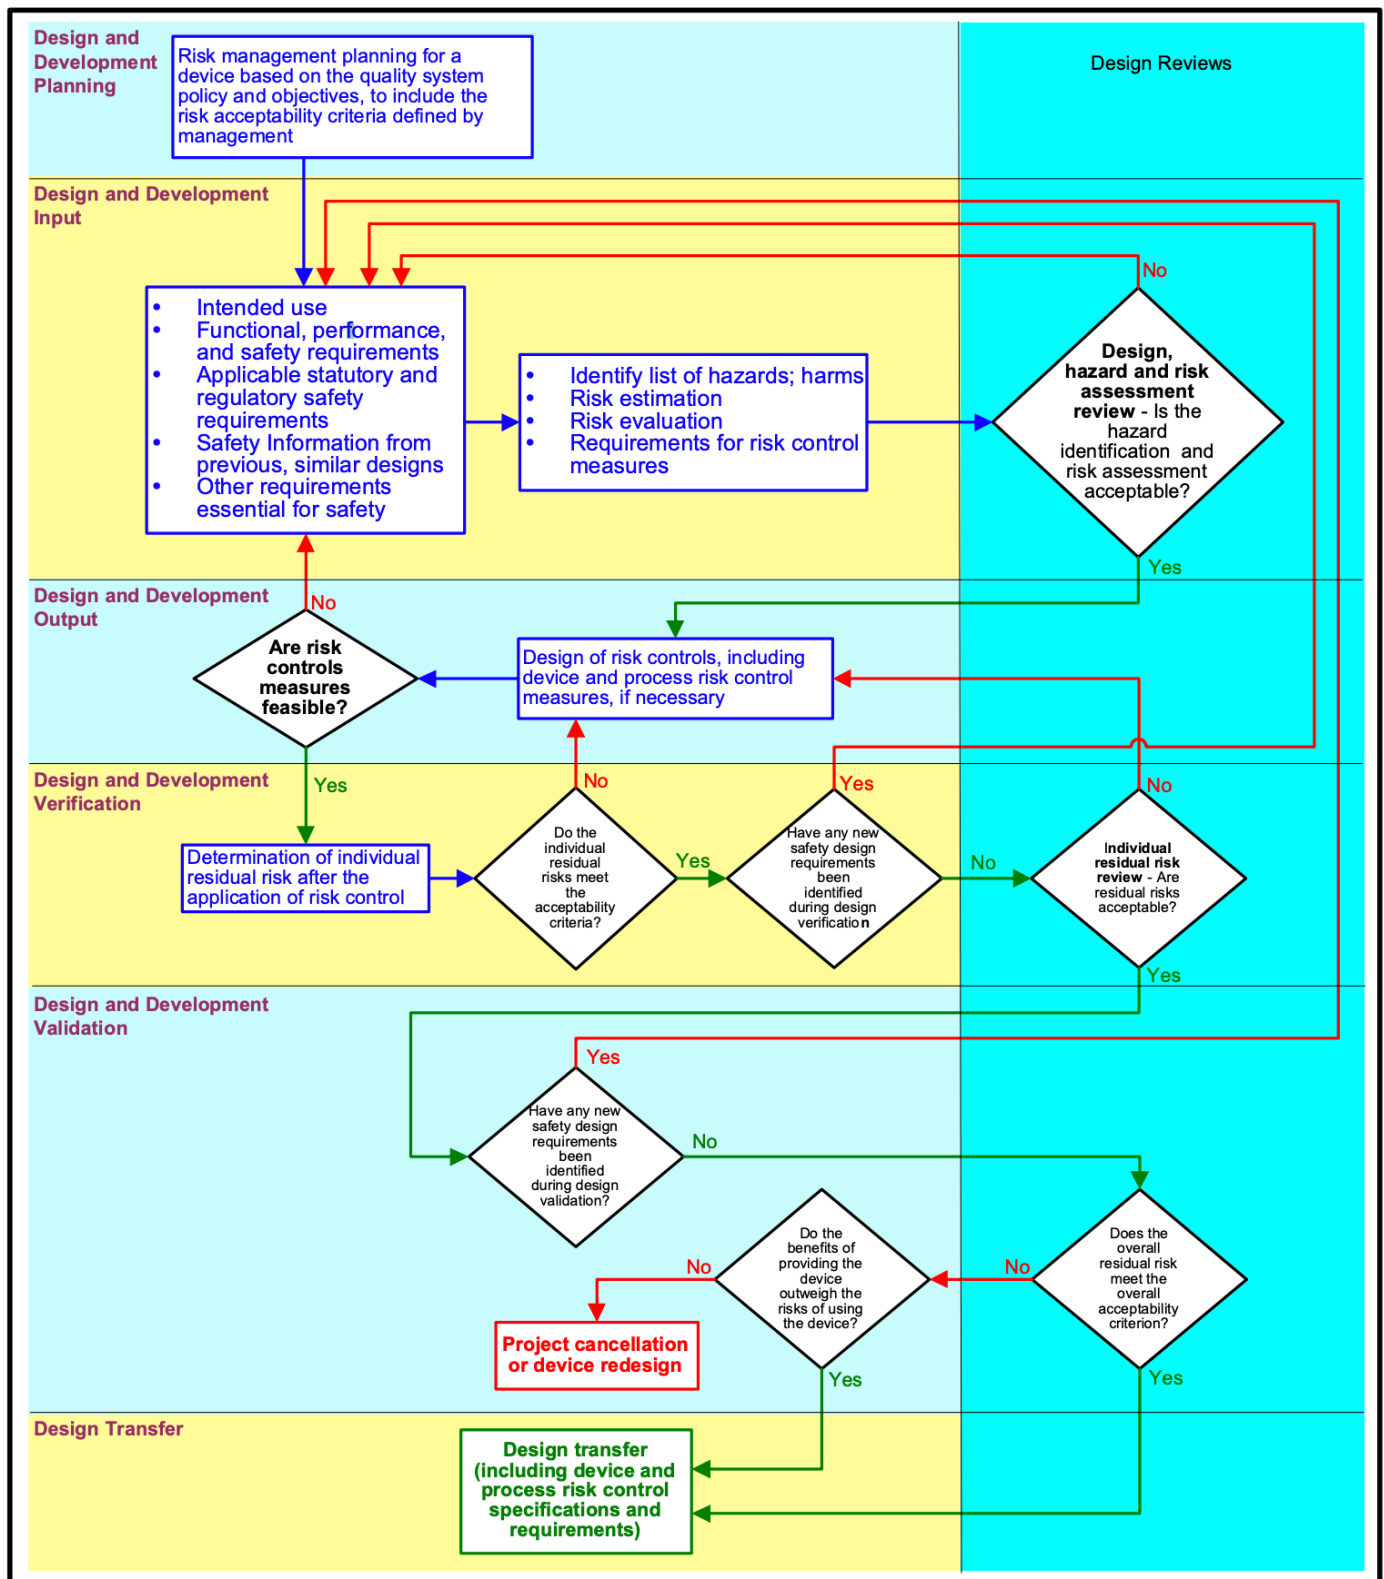 Design and
Development
Planning
Risk management planning for a
device based on the quality system
policy and objectives, to include the
risk acceptability criteria defined by
management
Design Reviews
Design and Development
Input
No
• Intended use
• Functional, performance,
and safety requirements
• Applicable statutory and
regulatory safety
requirements
• Safety Information from
previous, similar designs
• Other requirements
essential for safety
• Identify list of hazards; harms
• Risk estimation
• Risk evaluation
• Requirements for risk control
measures
Design,
hazard and risk
assessment
review - Is the
hazard
identification and
risk assessment
acceptable?
Yes
Design and Development
Output
No
Are risk
controls
measures
feasible?
Design of risk controls, including
device and process risk control
measures, if necessary
Yes
Design and Development
Verification
No
Yes
No
Determination of individual
residual risk after the
application of risk control
Do the
individual
residual
risks meet
the
acceptability
criteria?
Yes
Have any new
safety design
requirements
been
identified
during design
verification
No
Individual
residual risk
review - Are
residual risks
acceptable?
Yes
Design and Development
Validation
Yes
Have any new
safety design
requirements
been
identified
during design
validation?
No
Do the
benefits of
providing the
device
outweigh the
risks of using
the device?
No
No
Does the
overall
residual risk
meet the
overall
acceptability
criterion?
Project cancellation
or device redesign
Yes
Yes
Design Transfer
Design transfer
(including device and
process risk control
specifications and
requirements)